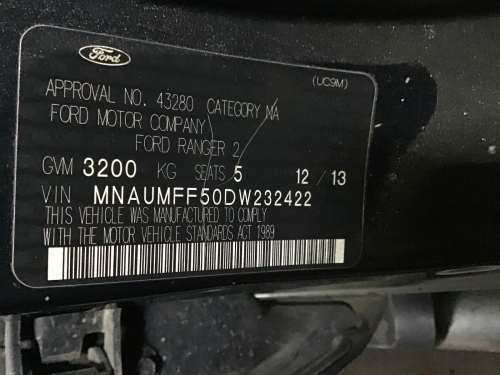 Ford
(UC9M)
APPROVAL NO. 43280 CATEGORY NA
FORD MOTOR COMPANY
FORD RANGER 2
GVM 3200 KG SEATS 5 12 / 13
VIN MNAUMFF50DW232422
THIS VEHICLE WAS MANUFACTURED TO COMPLY
WITH THE MOTOR VEHICLE STANDARDS ACT 1989